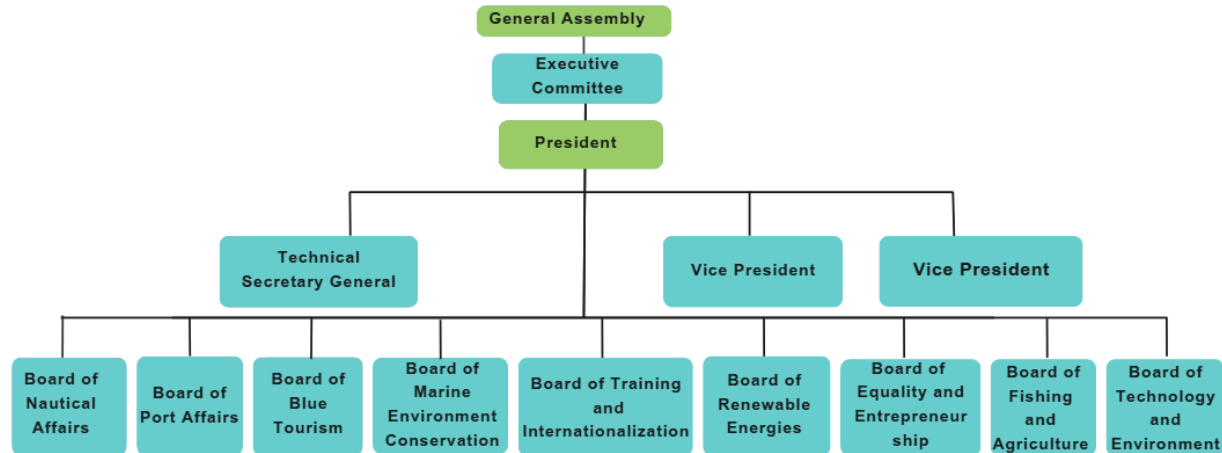 General Assembly
Executive
Committee
President
Technical
Secretary General
Vice President
Vice President
Board of
Nautical
Affairs
Board of
Port Affairs
Board of
Blue
Tourism
Board of
Marine
Environment
Conservation
Board of Training
and
Internationalization
Board of
Renewable
Energies
Board of
Equality and
Entrepreneur
ship
Board of
Fishing
and
Agriculture
Board of
Technology
and
Environment